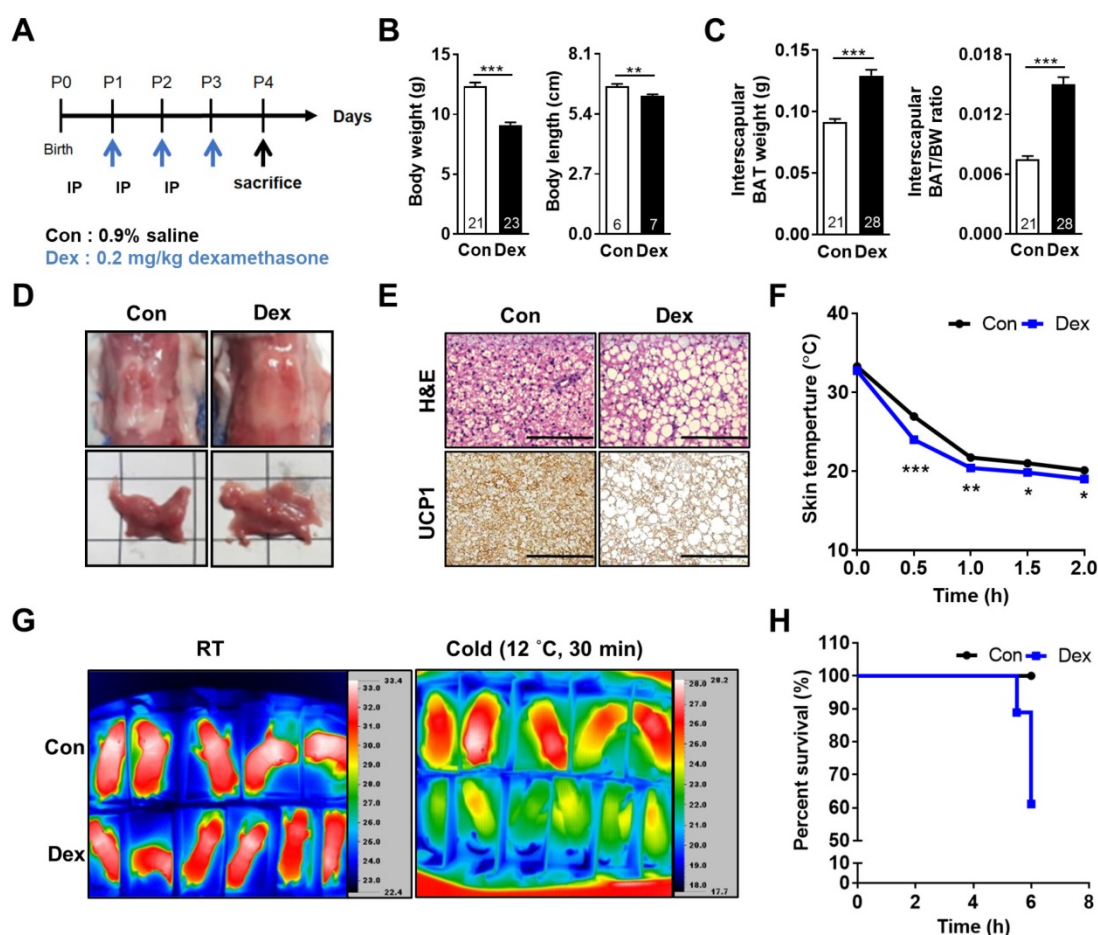 A
P0 P1 P2 P3 P4
Days
Birth
IP IP IP sacrifice
Con : 0.9% saline
Dex : 0.2 mg/kg dexamethasone
B
Body weight (g)
15
10
5
0
***
21 23
Con Dex
Body length (cm)
8.1
5.4
2.7
0.0
**
6 7
Con Dex
C
Interscapular
BAT weight (g)
0.15
0.10
0.05
0.00
***
21 28
Con Dex
Interscapular
BAT/BW ratio
0.018
0.012
0.006
0.000
***
21 28
Con Dex
D
Con Dex
E
Con Dex
H&E
UCP1
F
Con Dex
Skin temperture (°C)
40
30
20
10
*** ** * *
0.0 0.5 1.0 1.5 2.0
Time (h)
G
RT Cold (12 °C, 30 min)
Con
Dex
33.4
33.0
32.0
31.0
30.0
29.0
28.0
27.0
26.0
25.0
24.0
23.0
22.4
28.2
28.0
27.0
26.0
25.0
24.0
23.0
22.0
21.0
20.0
19.0
18.0
17.7
H
Con Dex
Percent survival (%)
110
100
90
80
70
60
50
10
0
0 2 4 6 8
Time (h)